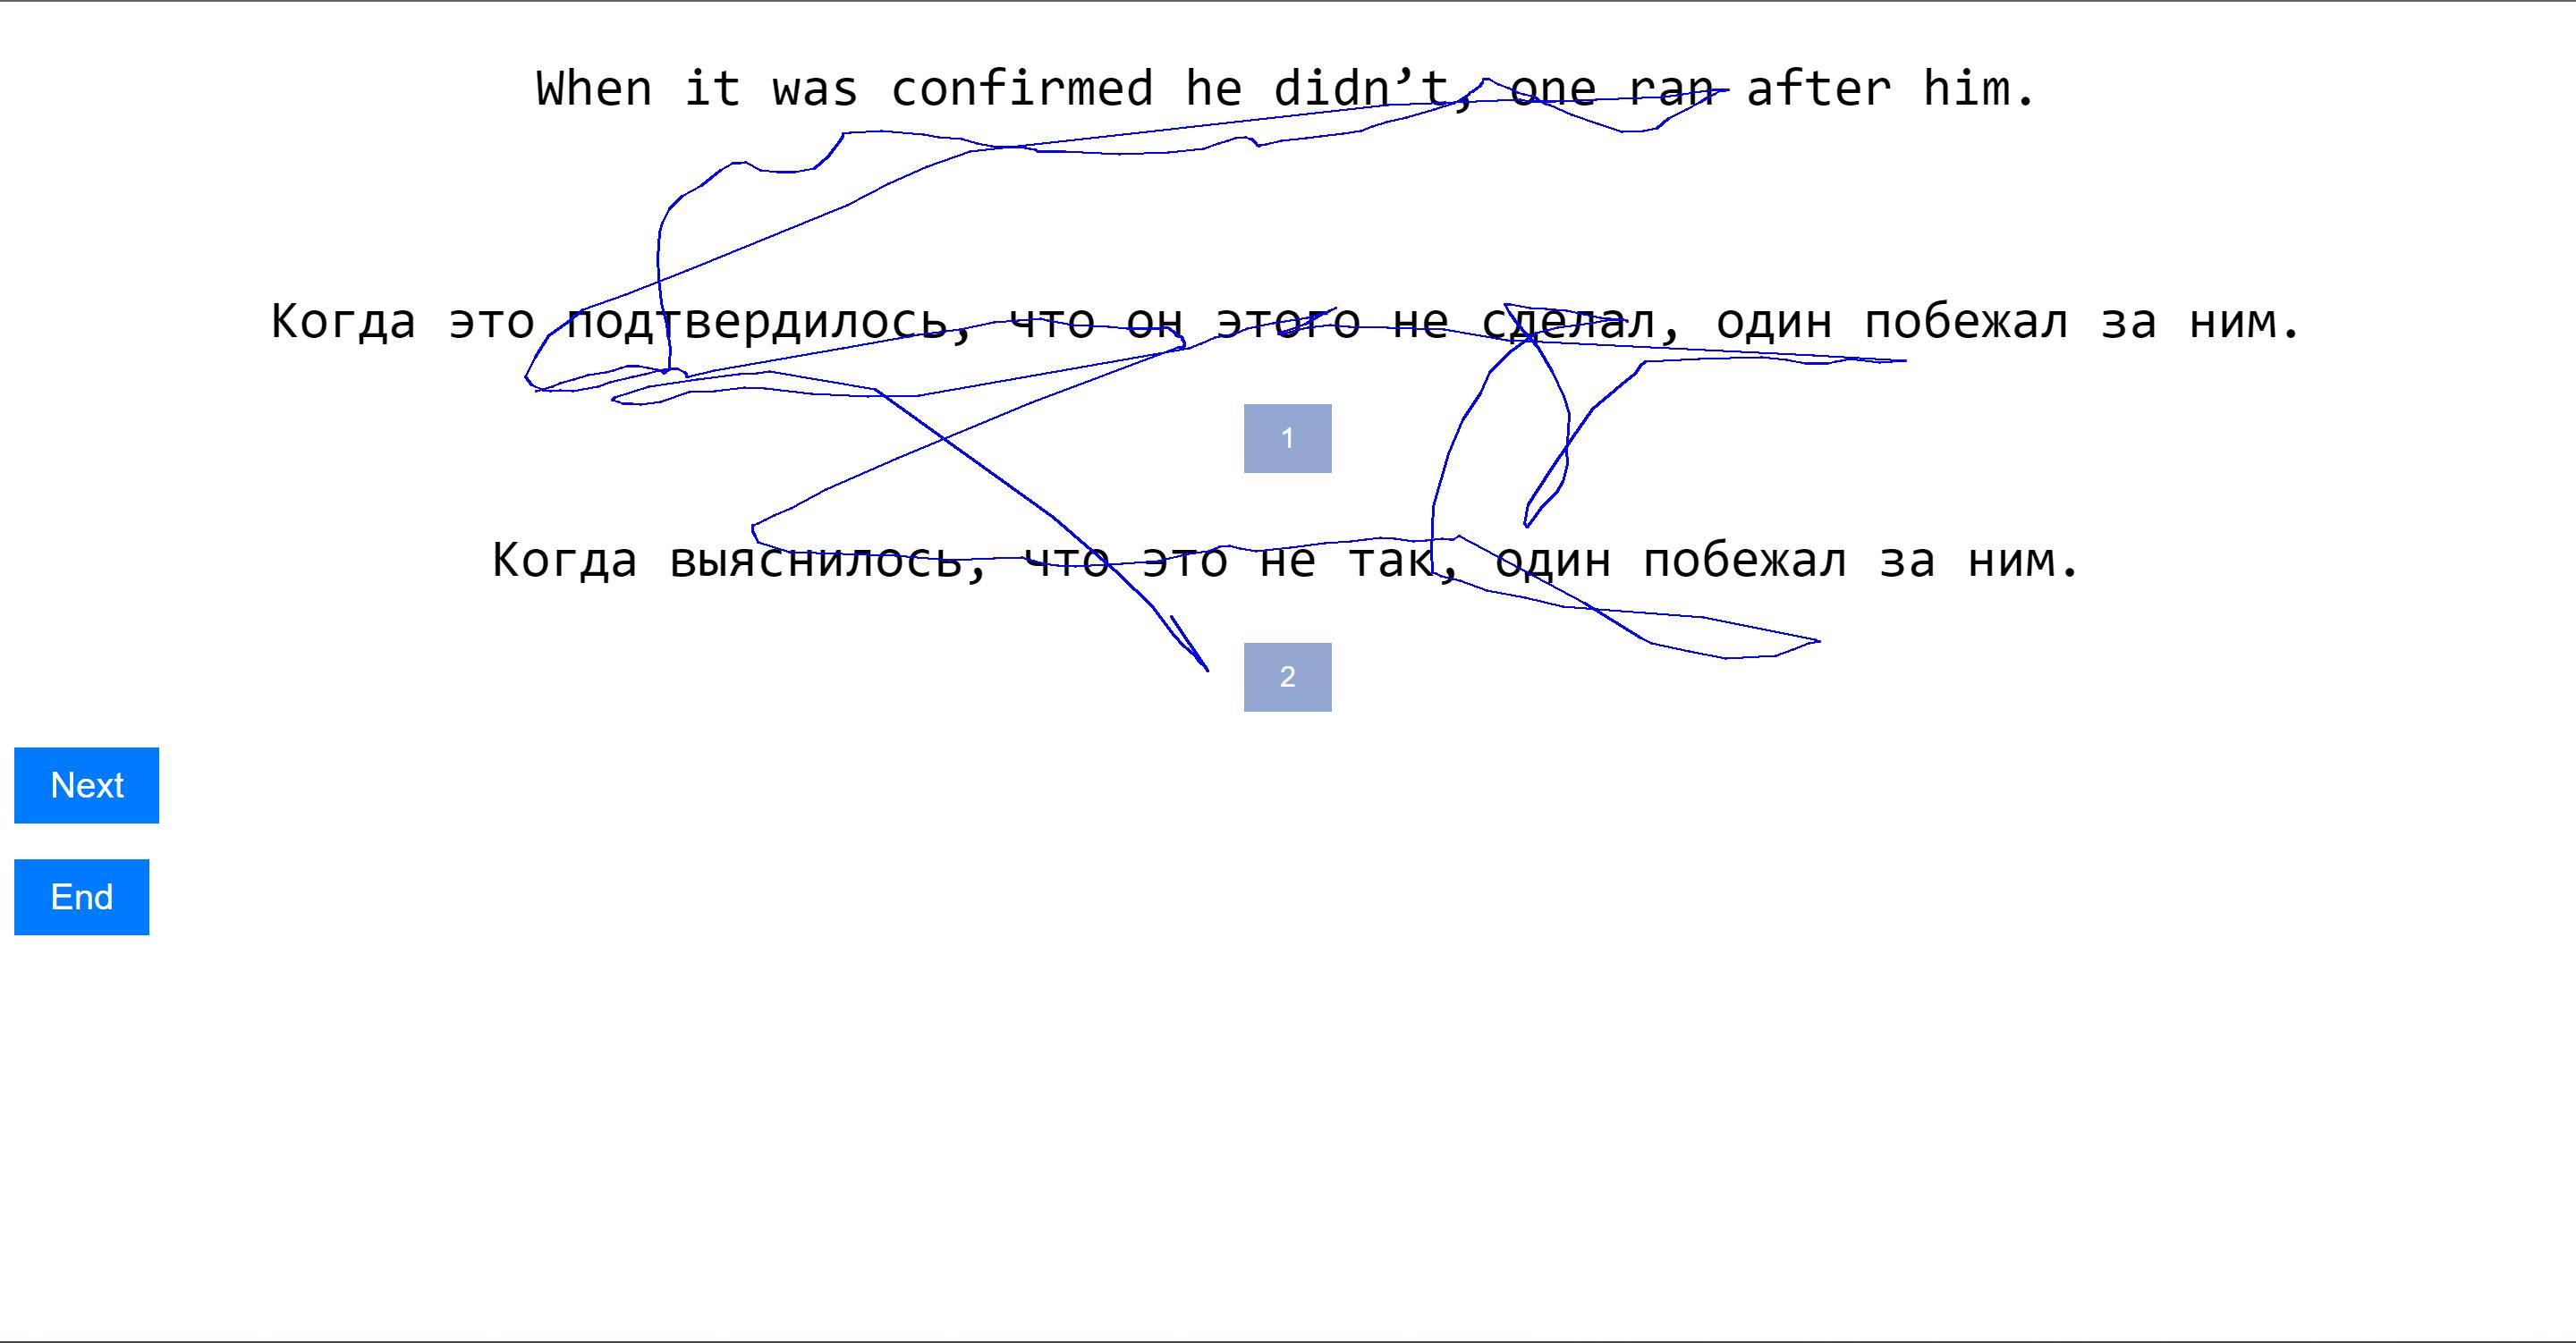 When it was confirmed he didn’t, one ran after him.
Когда это подтвердилось, что он этого не сделал, один побежал за ним.
1
Когда выяснилось, что это не так, один побежал за ним.
2
Next
End